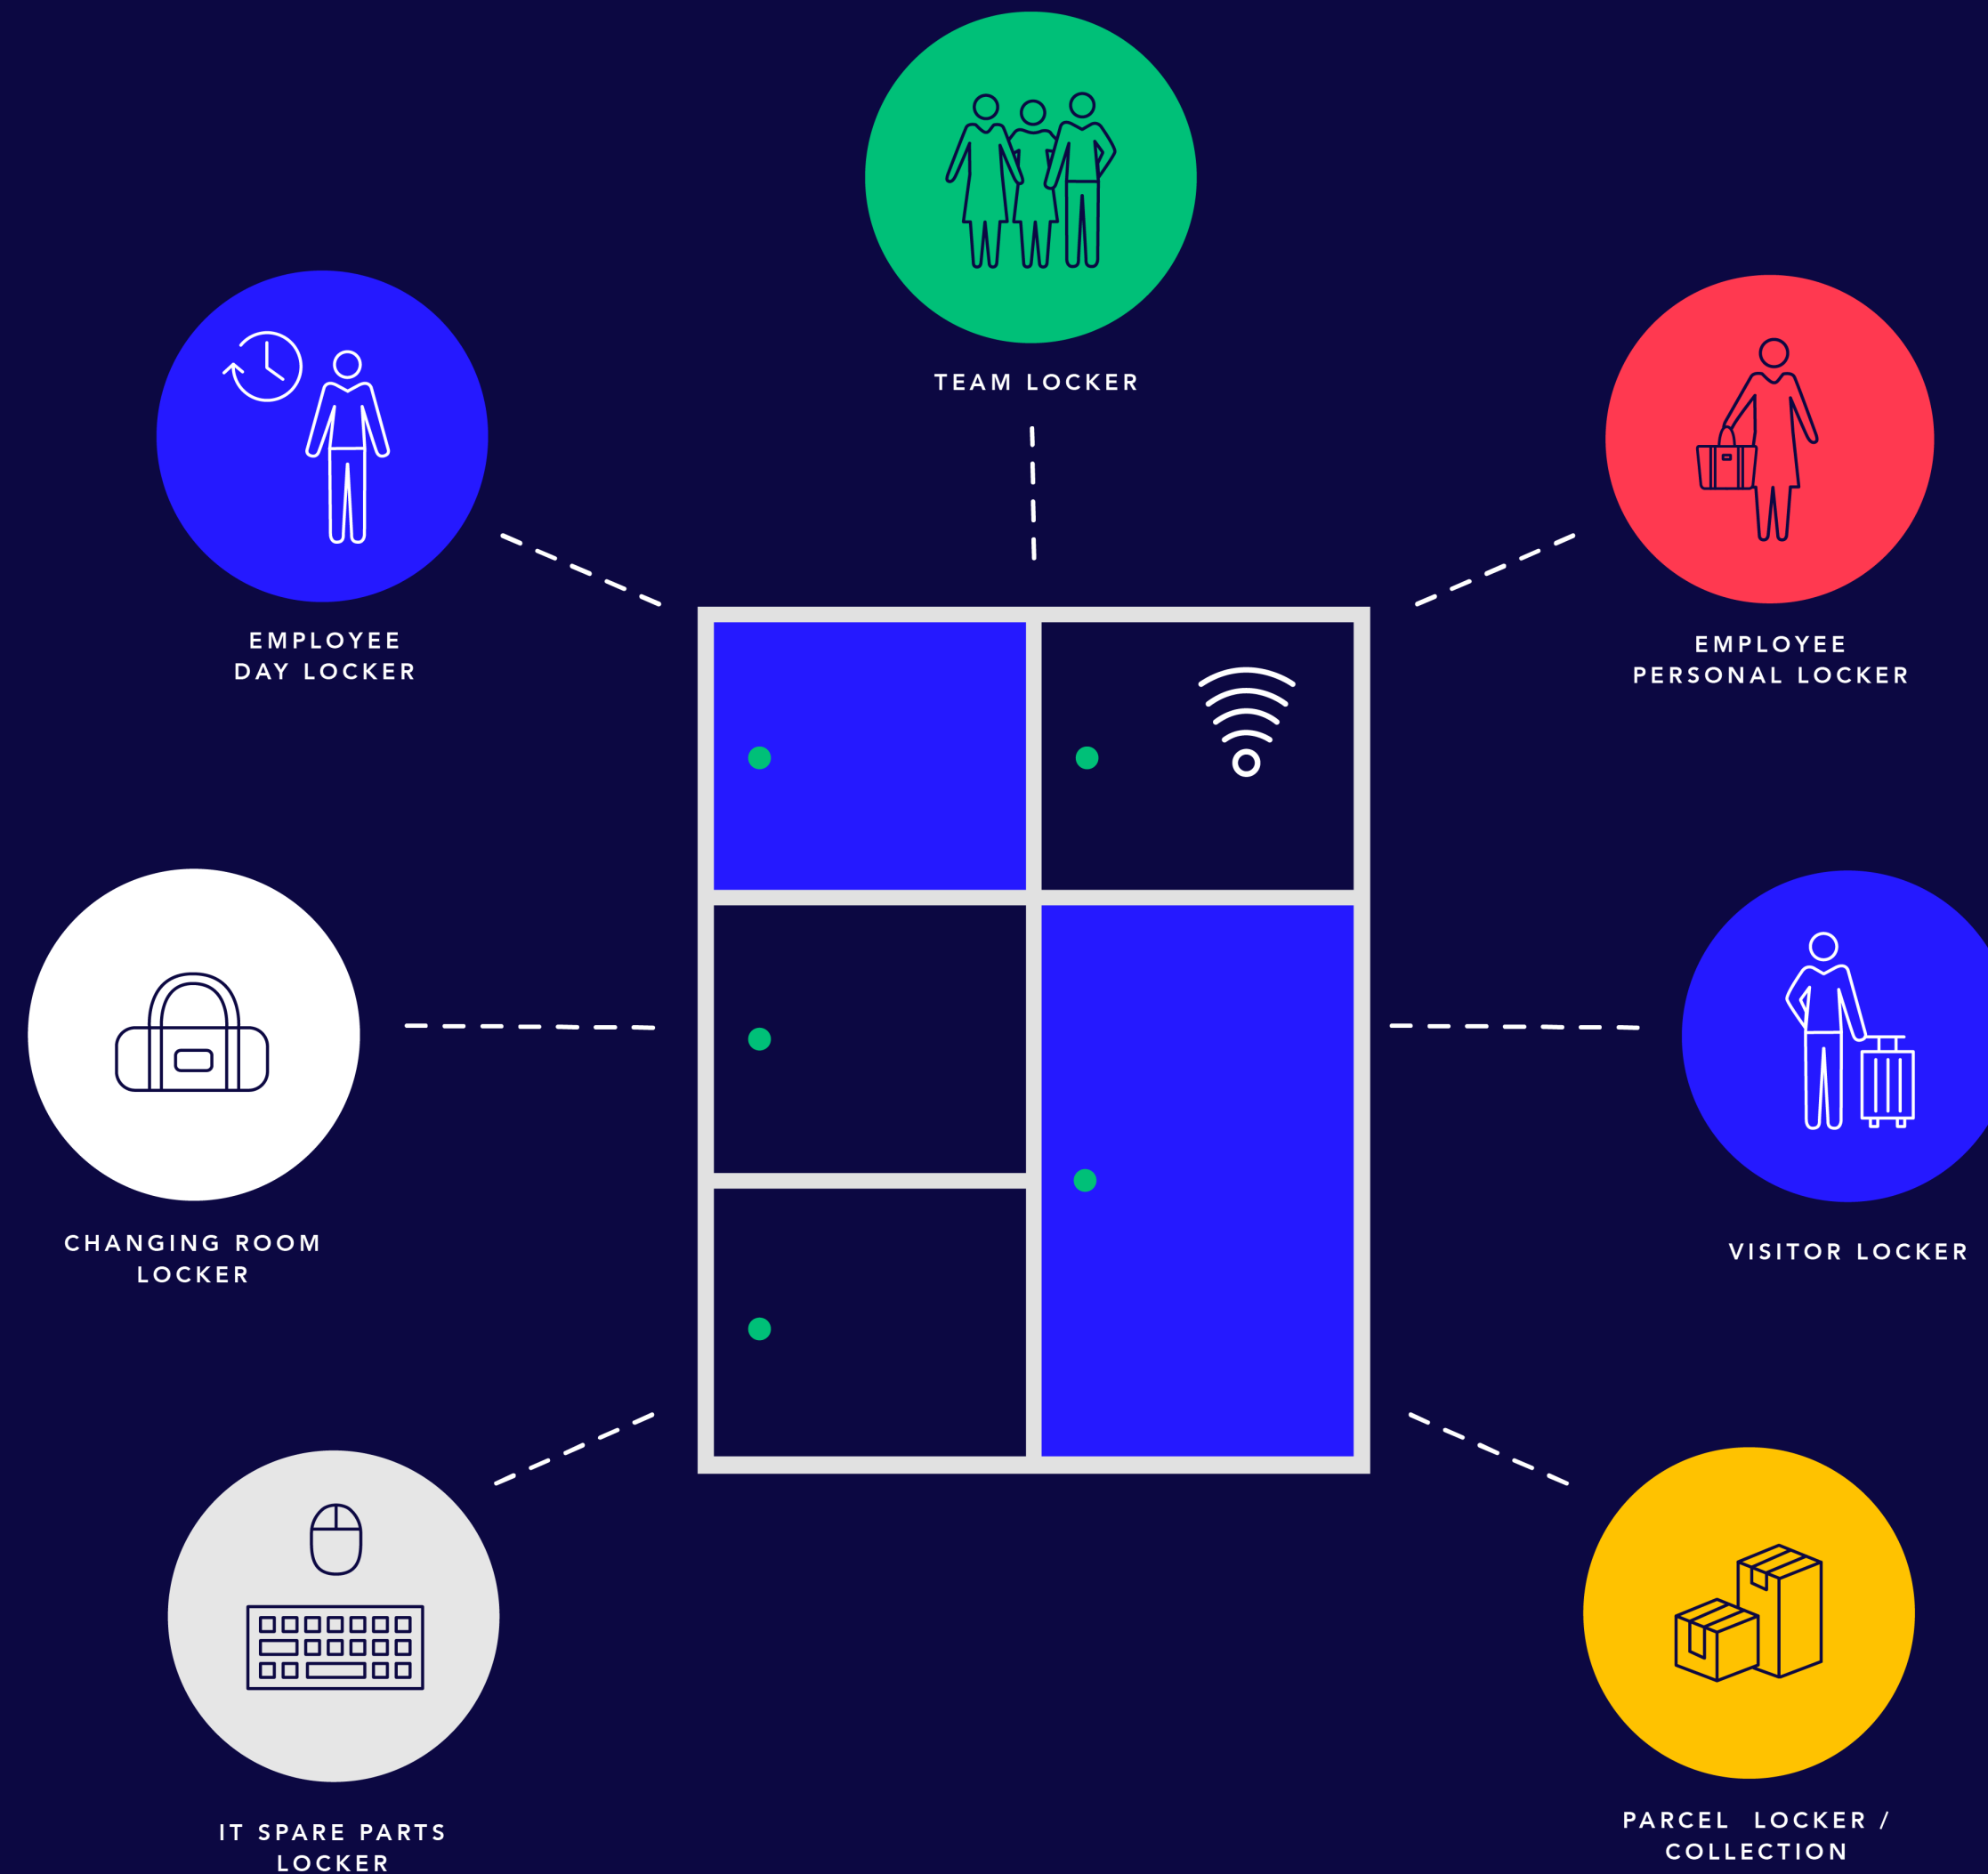 TEAM LOCKER
EMPLOYEE
DAY LOCKER
EMPLOYEE
PERSONAL LOCKER
CHANGING ROOM
LOCKER
VISITOR LOCKER
IT SPARE PARTS
LOCKER
PARCEL LOCKER /
COLLECTION